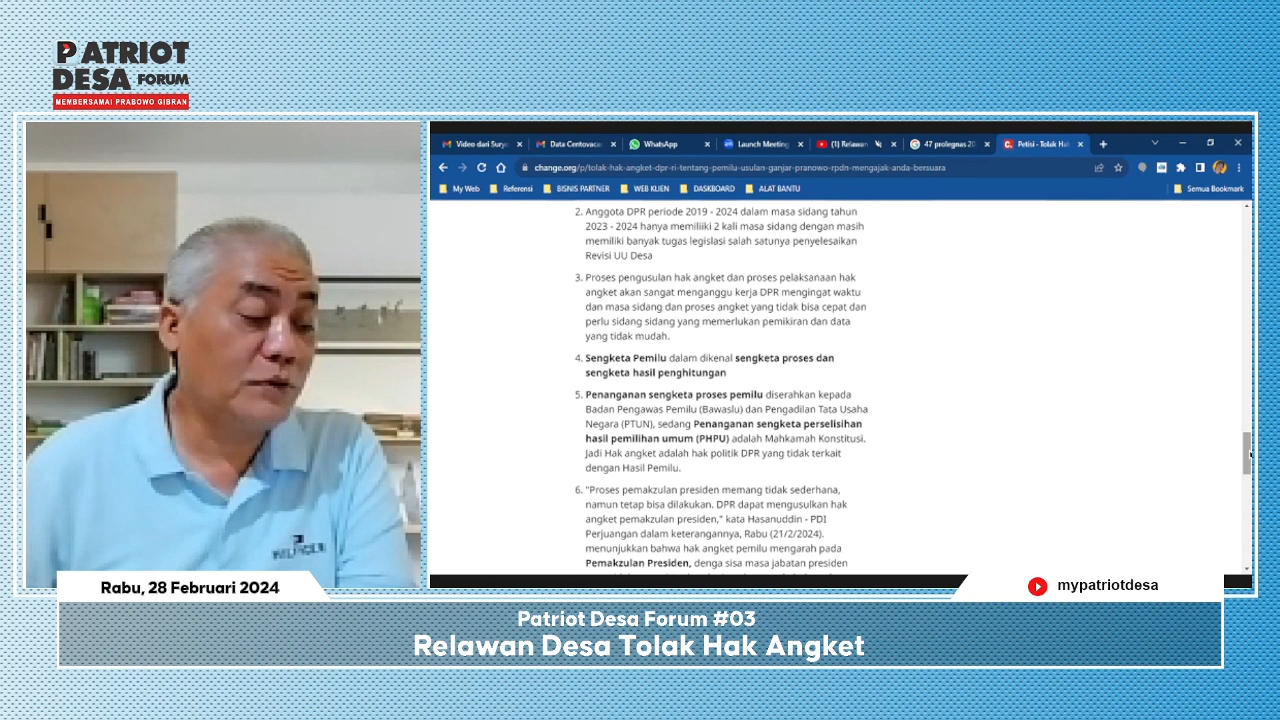 PATRIOT
DESA FORUM
MEMBERSAMAI PRABOWO GIBRAN
Video dari Sury
Data Centovaca
WhatsApp
Launch Meeting
(1) Relawan
47 prolegnas 20
Petisi - Tolak Ha
change.org/p/tolak-hak-angket-dpr-ri-tentang-pemilu-usulan-ganjar-pranowo-rpdn-mengajak-anda-bersuara
My Web
Referensi
BISNIS PARTNER
WEB KLIEN
DASKBOARD
ALAT BANTU
Semua Bookmark
2. Anggota DPR periode 2019 - 2024 dalam masa sidang tahun
2023 - 2024 hanya memiliiki 2 kali masa sidang dengan masih
memiliki banyak tugas legislasi salah satunya penyelesaikan
Revisi UU Desa
3. Proses pengusulan hak angket dan proses pelaksanaan hak
angket akan sangat menganggu kerja DPR mengingat waktu
dan masa sidang dan proses angket yang tidak bisa cepat dan
perlu sidang sidang yang memerlukan pemikiran dan data
yang tidak mudah.
4. Sengketa Pemilu dalam dikenal sengketa proses dan
sengketa hasil penghitungan
5. Penanganan sengketa proses pemilu diserahkan kepada
Badan Pengawas Pemilu (Bawaslu) dan Pengadilan Tata Usaha
Negara (PTUN), sedang Penanganan sengketa perselisihan
hasil pemilihan umum (PHPU) adalah Mahkamah Konstitusi.
Jadi Hak angket adalah hak politik DPR yang tidak terkait
dengan Hasil Pemilu.
6. "Proses pemakzulan presiden memang tidak sederhana,
namun tetap bisa dilakukan. DPR dapat mengusulkan hak
angket pemakzulan presiden," kata Hasanuddin - PDI
Perjuangan dalam keterangannya, Rabu (21/2/2024).
menunjukkan bahwa hak angket pemilu mengarah pada
Pemakzulan Presiden, denga sisa masa jabatan presiden
Rabu, 28 Februari 2024
mypatriotdesa
Patriot Desa Forum #03
Relawan Desa Tolak Hak Angket